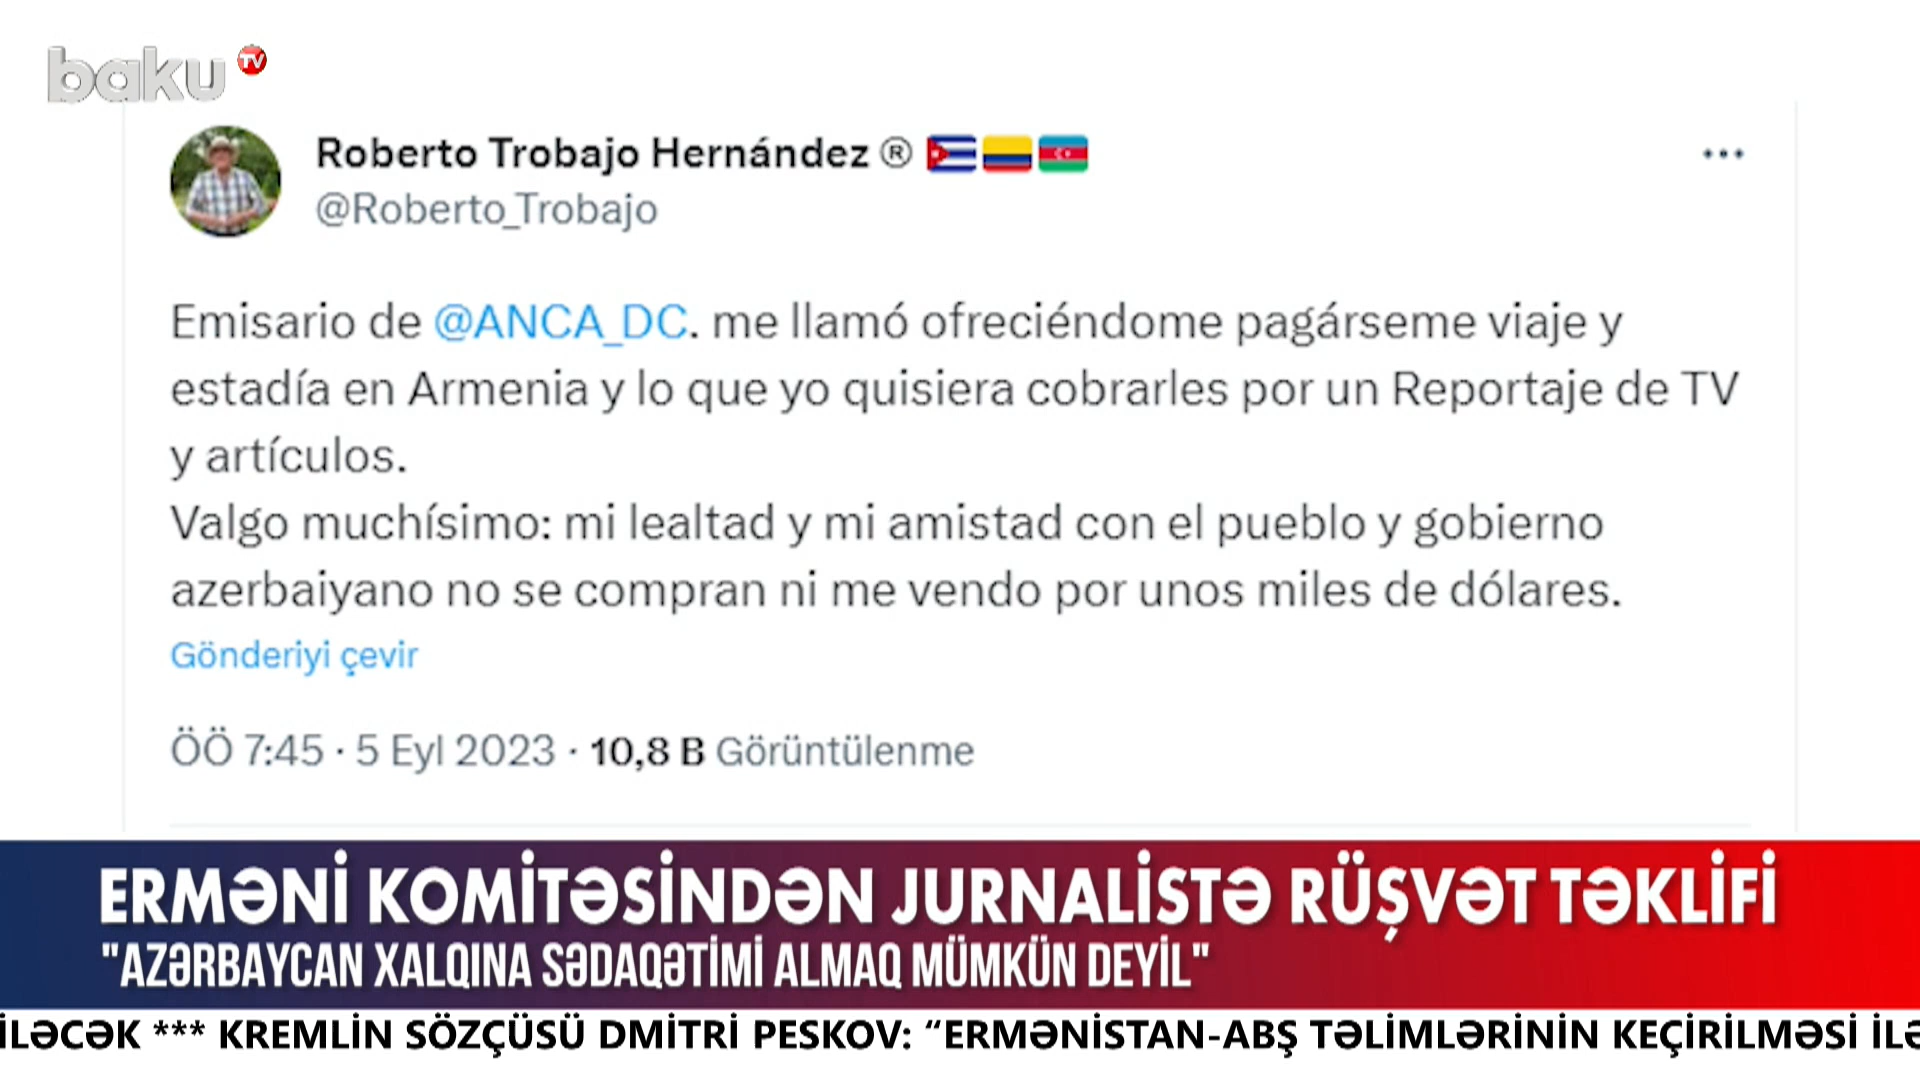 baku TV
Roberto Trobajo Hernández ®
@Roberto_Trobajo
Emisario de @ANCA_DC. me llamó ofreciéndome pagárseme viaje y
estadía en Armenia y lo que yo quisiera cobrarles por un Reportaje de TV
y artículos.
Valgo muchísimo: mi lealtad y mi amistad con el pueblo y gobierno
azerbaiyano no se compran ni me vendo por unos miles de dólares.
Gönderiyi çevir
ÖÖ 7:45 · 5 Eyl 2023 · 10,8 B Görüntülenme
ERMƏNİ KOMİTƏSİNDƏN JURNALİSTƏ RÜŞVƏT TƏKLİFİ
"AZƏRBAYCAN XALQINA SƏDAQƏTİMİ ALMAQ MÜMKÜN DEYİL"
İLƏCƏK *** KREMLİN SÖZÇÜSÜ DMİTRİ PESKOV: “ERMƏNİSTAN-ABŞ TƏLİMLƏRİNİN KEÇİRİLMƏSİ İLƏ